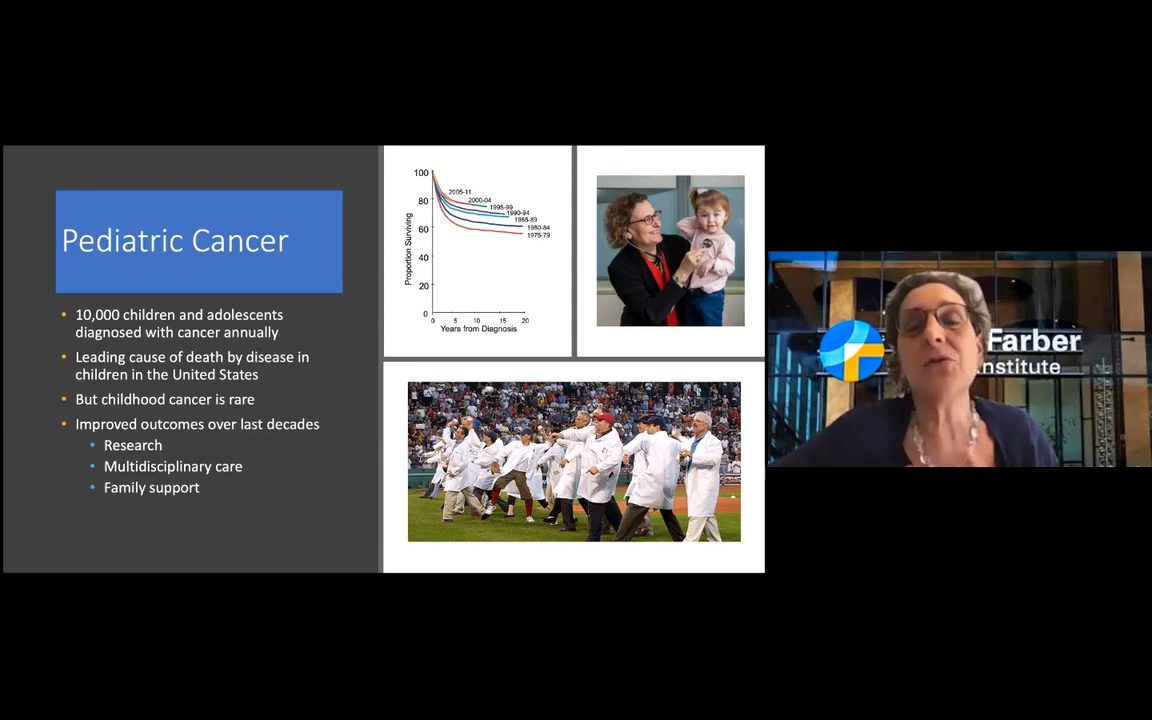 Pediatric Cancer
10,000 children and adolescents
diagnosed with cancer annually
Leading cause of death by disease in
children in the United States
But childhood cancer is rare
Improved outcomes over last decades
Research
Multidisciplinary care
Family support
Proportion Surviving
100
80
60
40
20
0
2005-11
2000-04
1995-99
1990-94
1985-89
1980-84
1975-79
0 5 10 15 20
Years from Diagnosis
Farber
nstitute